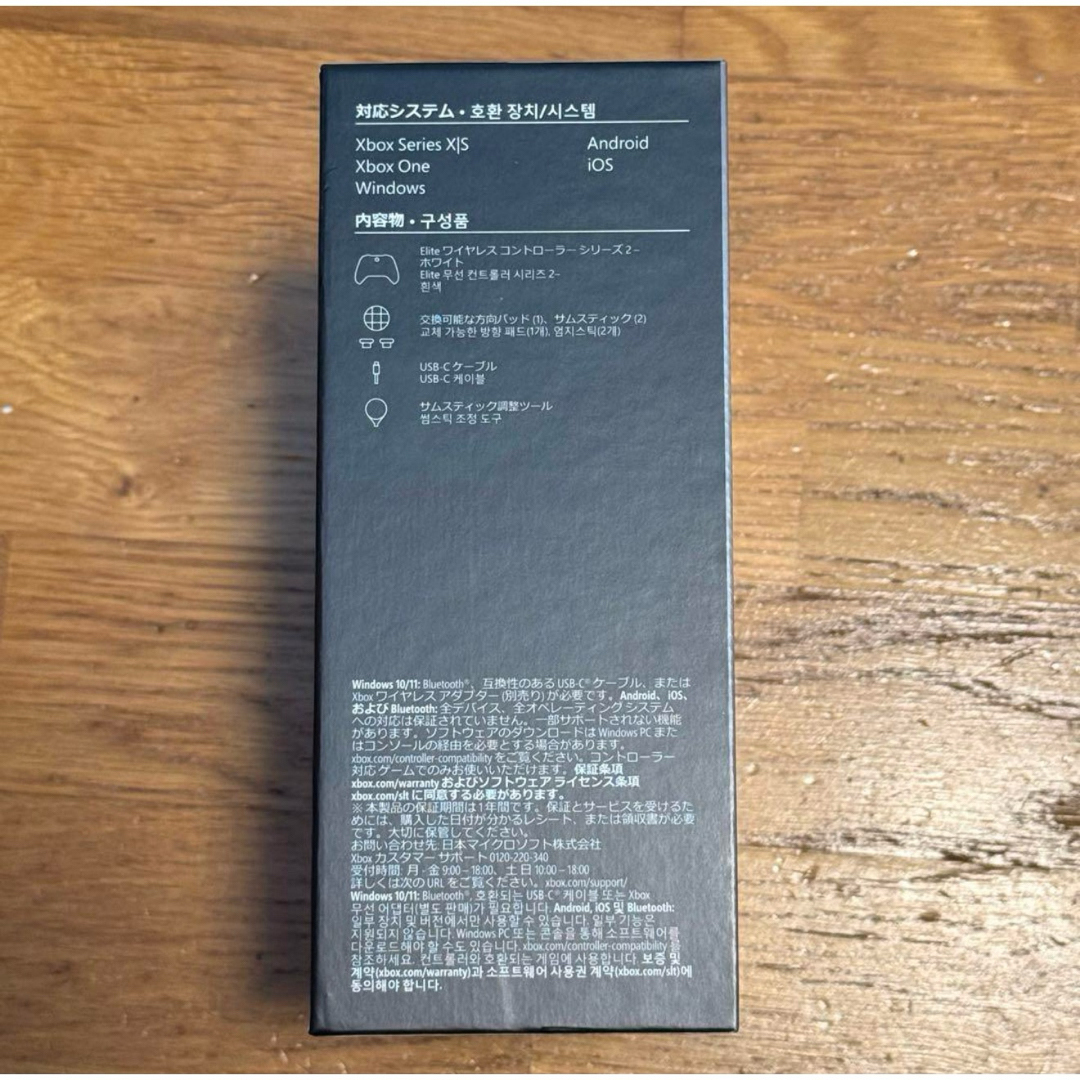 対応システム • 호환 장치/시스템
Xbox Series X|S
Xbox One
Windows
Android
iOS
内容物 • 구성품
Elite ワイヤレス コントローラー シリーズ 2 –
ホワイト
Elite 무선 컨트롤러 시리즈 2–
흰색
交換可能な方向パッド (1)、サムスティック (2)
교체 가능한 방향 패드(1개), 엄지스틱(2개)
USB-C ケーブル
USB-C 케이블
サムスティック調整ツール
썸스틱 조정 도구
Windows 10/11: Bluetooth®、互換性のある USB-C® ケーブル、または
Xbox ワイヤレス アダプター (別売り) が必要です。Android、iOS、
および Bluetooth: 全デバイス、全オペレーティング システム
への対応は保証されていません。一部サポートされない機能
があります。ソフトウェアのダウンロードは Windows PC また
はコンソールの経由を必要とする場合があります。
xbox.com/controller-compatibility をご覧ください。コントローラー
対応ゲームでのみお使いいただけます。保証条項
xbox.com/warranty およびソフトウェア ライセンス条項
xbox.com/slt に同意する必要があります。
※ 本製品の保証期間は1年間です。保証とサービスを受けるた
めには、購入した日付が分かるレシート、または領収書が必要
です。大切に保管してください。
お問い合わせ先: 日本マイクロソフト株式会社
Xbox カスタマー サポート 0120-220-340
受付時間: 月 - 金 9:00 – 18:00、土 日 10:00 – 18:00
詳しくは次の URL をご覧ください。xbox.com/support/
Windows 10/11: Bluetooth®, 호환되는 USB-C® 케이블 또는 Xbox
무선 어댑터(별도 판매)가 필요합니다. Android, iOS 및 Bluetooth:
일부 장치 및 버전에서만 사용할 수 있습니다. 일부 기능은
지원되지 않습니다. Windows PC 또는 콘솔을 통해 소프트웨어를
다운로드해야 할 수도 있습니다. xbox.com/controller-compatibility 를
참조하세요. 컨트롤러와 호환되는 게임에 사용합니다. 보증 및
계약(xbox.com/warranty)과 소프트웨어 사용권 계약(xbox.com/slt)에
동의해야 합니다.